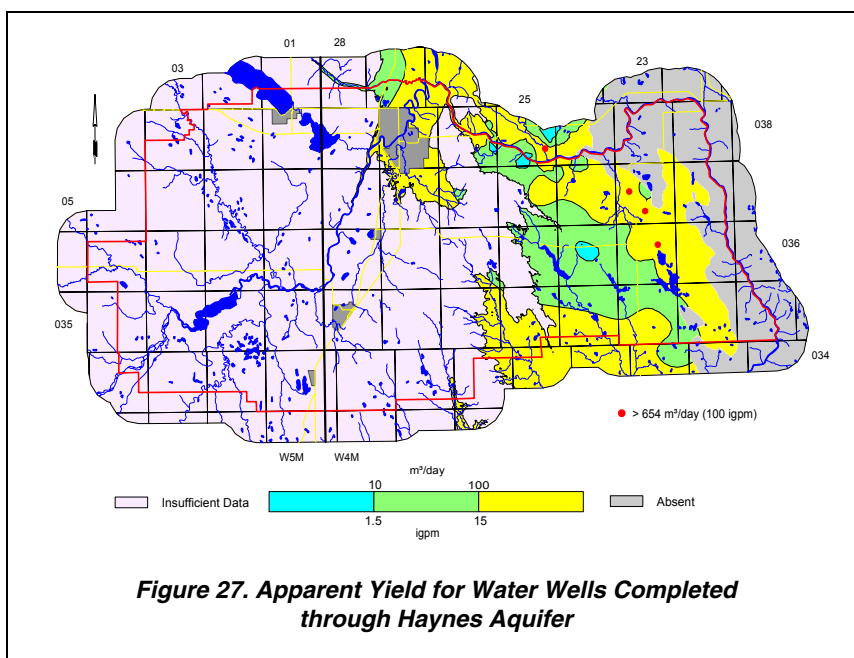 01 28
03
23
25
038
05
036
035
034
> 654 m³/day (100 igpm)
W5M W4M
m³/day
10 100
Insufficient Data
Absent
1.5 15
igpm
Figure 27. Apparent Yield for Water Wells Completed
through Haynes Aquifer